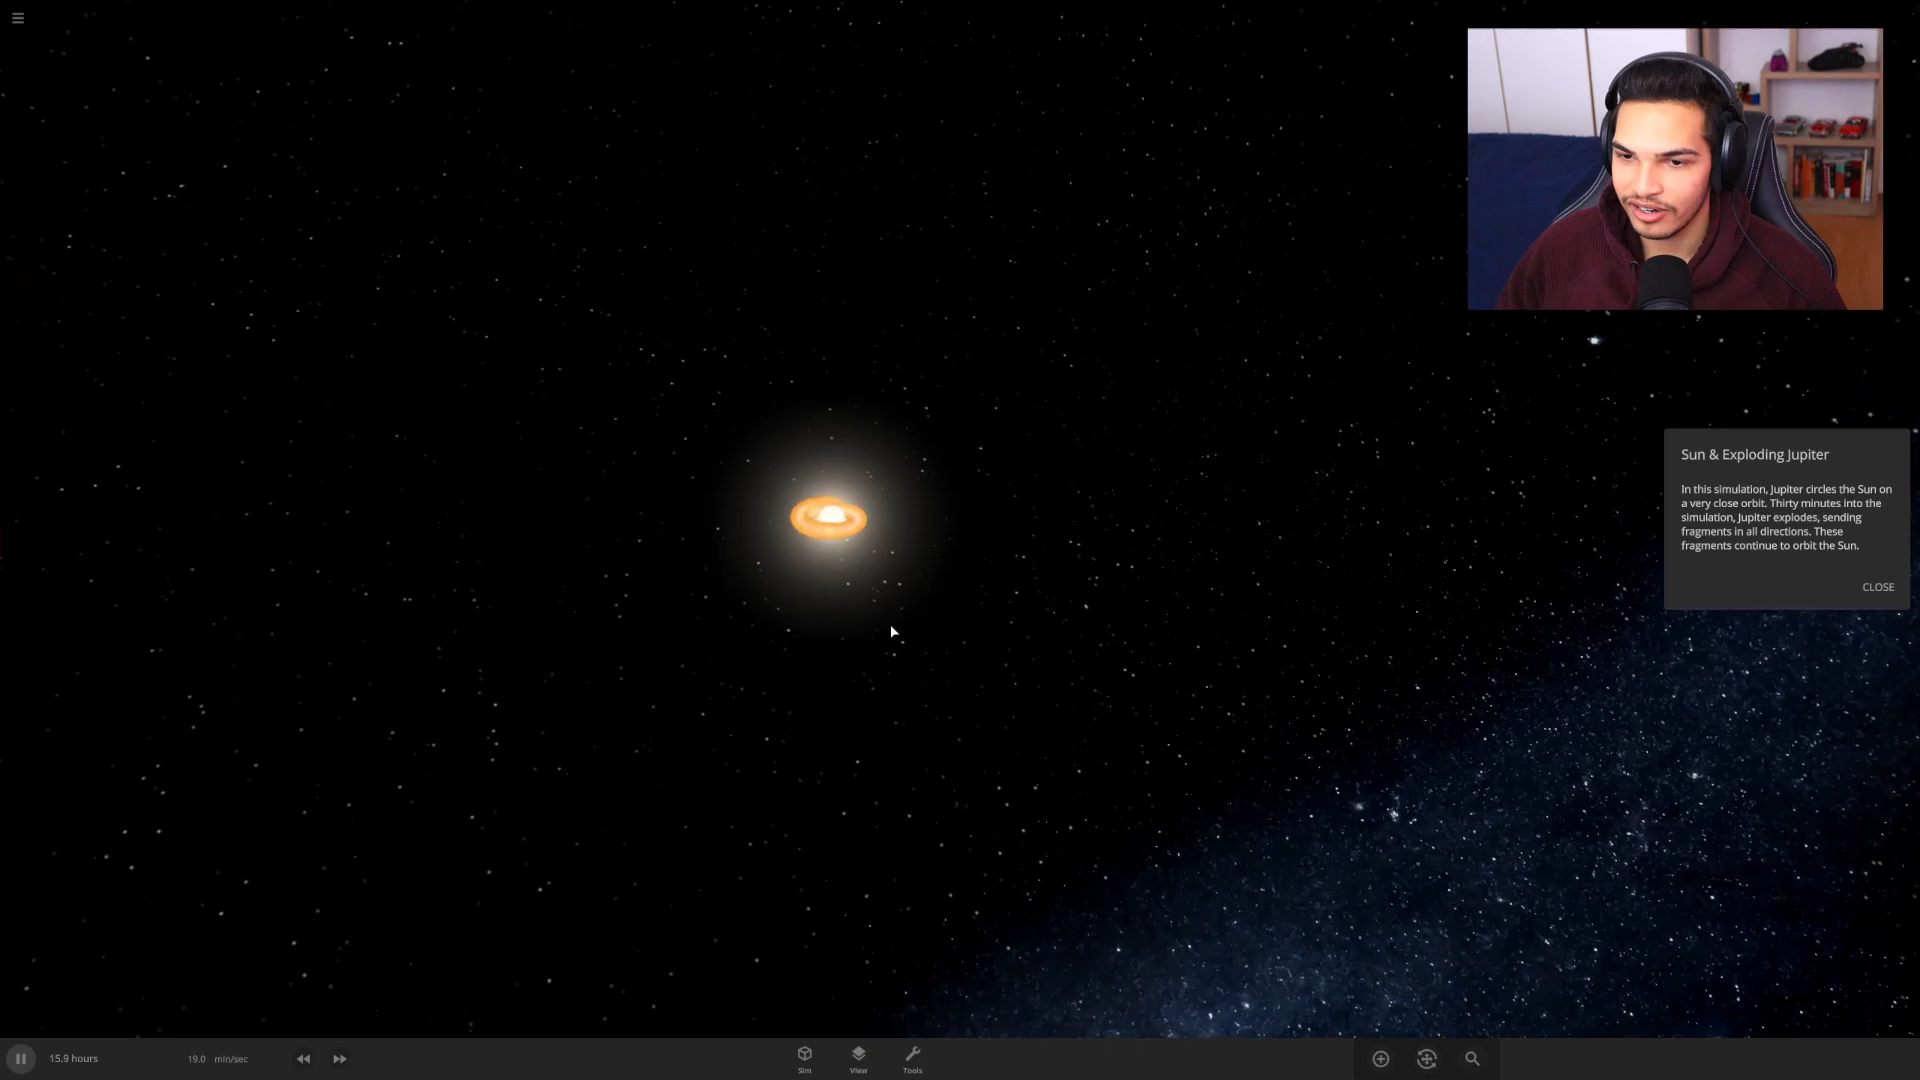 Sun & Exploding Jupiter
In this simulation, Jupiter circles the Sun on
a very close orbit. Thirty minutes into the
simulation, Jupiter explodes, sending
fragments in all directions. These
fragments continue to orbit the Sun.
CLOSE
15.9 hours
19.0 min/sec
Sim
View
Tools